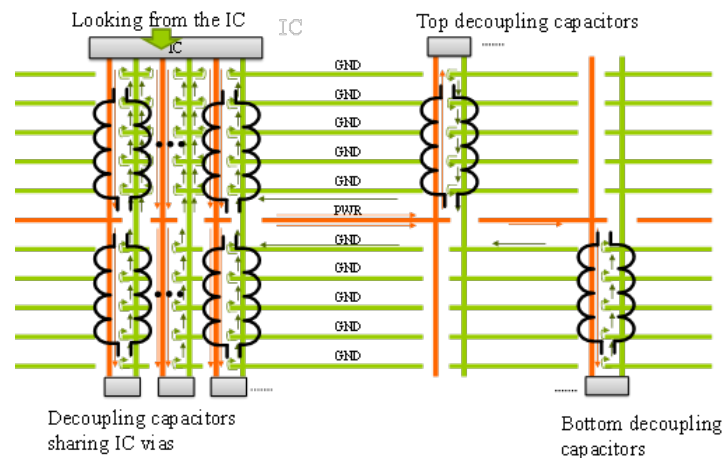 Looking from the IC
Top decoupling capacitors
IC
IC
GND
GND
GND
GND
GND
PWR
GND
GND
GND
GND
GND
Decoupling capacitors
sharing IC vias
Bottom decoupling
capacitors